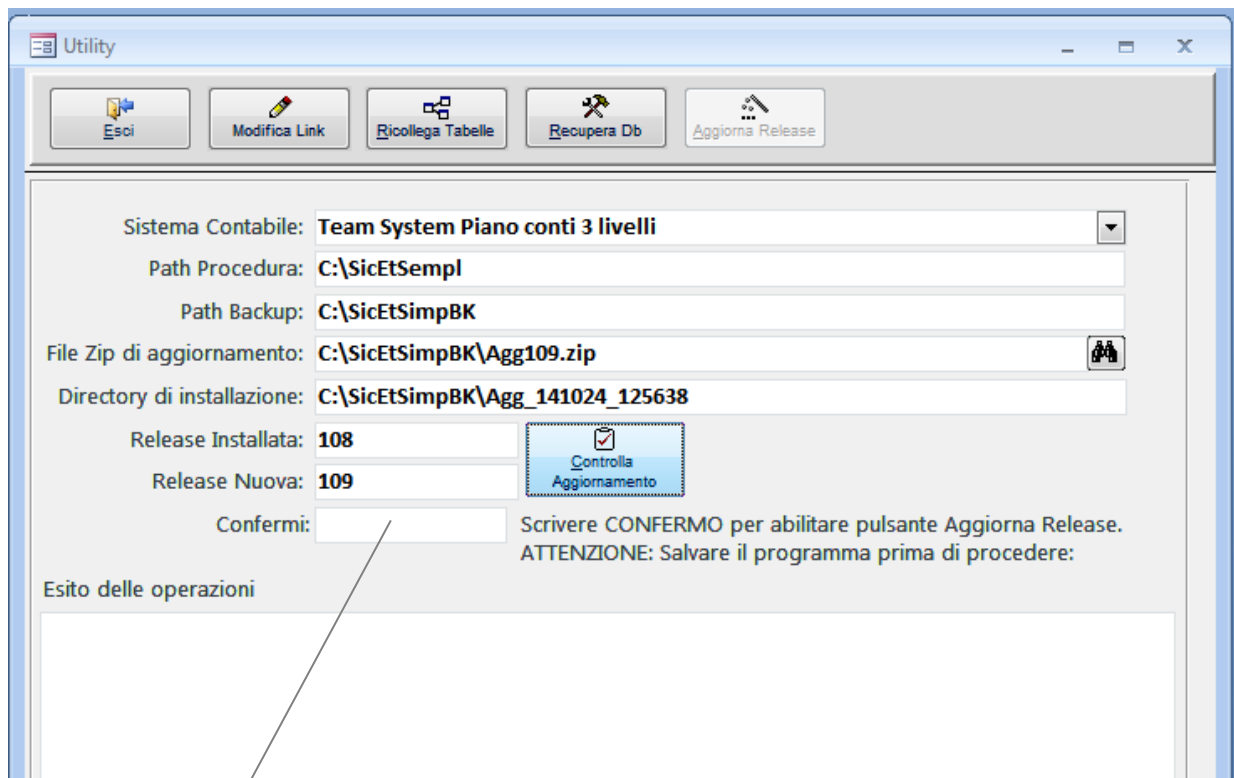 Utility
Esci
Modifica Link
Ricollega Tabelle
Recupera Db
Aggiorna Release
Sistema Contabile: Team System Piano conti 3 livelli
Path Procedura: C:\SicEtSempl
Path Backup: C:\SicEtSimpBK
File Zip di aggiornamento: C:\SicEtSimpBK\Agg109.zip
Directory di installazione: C:\SicEtSimpBK\Agg_141024_125638
Release Installata: 108
Controlla
Aggiornamento
Release Nuova: 109
Confermi: Scrivere CONFERMO per abilitare pulsante Aggiorna Release.
ATTENZIONE: Salvare il programma prima di procedere:
Esito delle operazioni